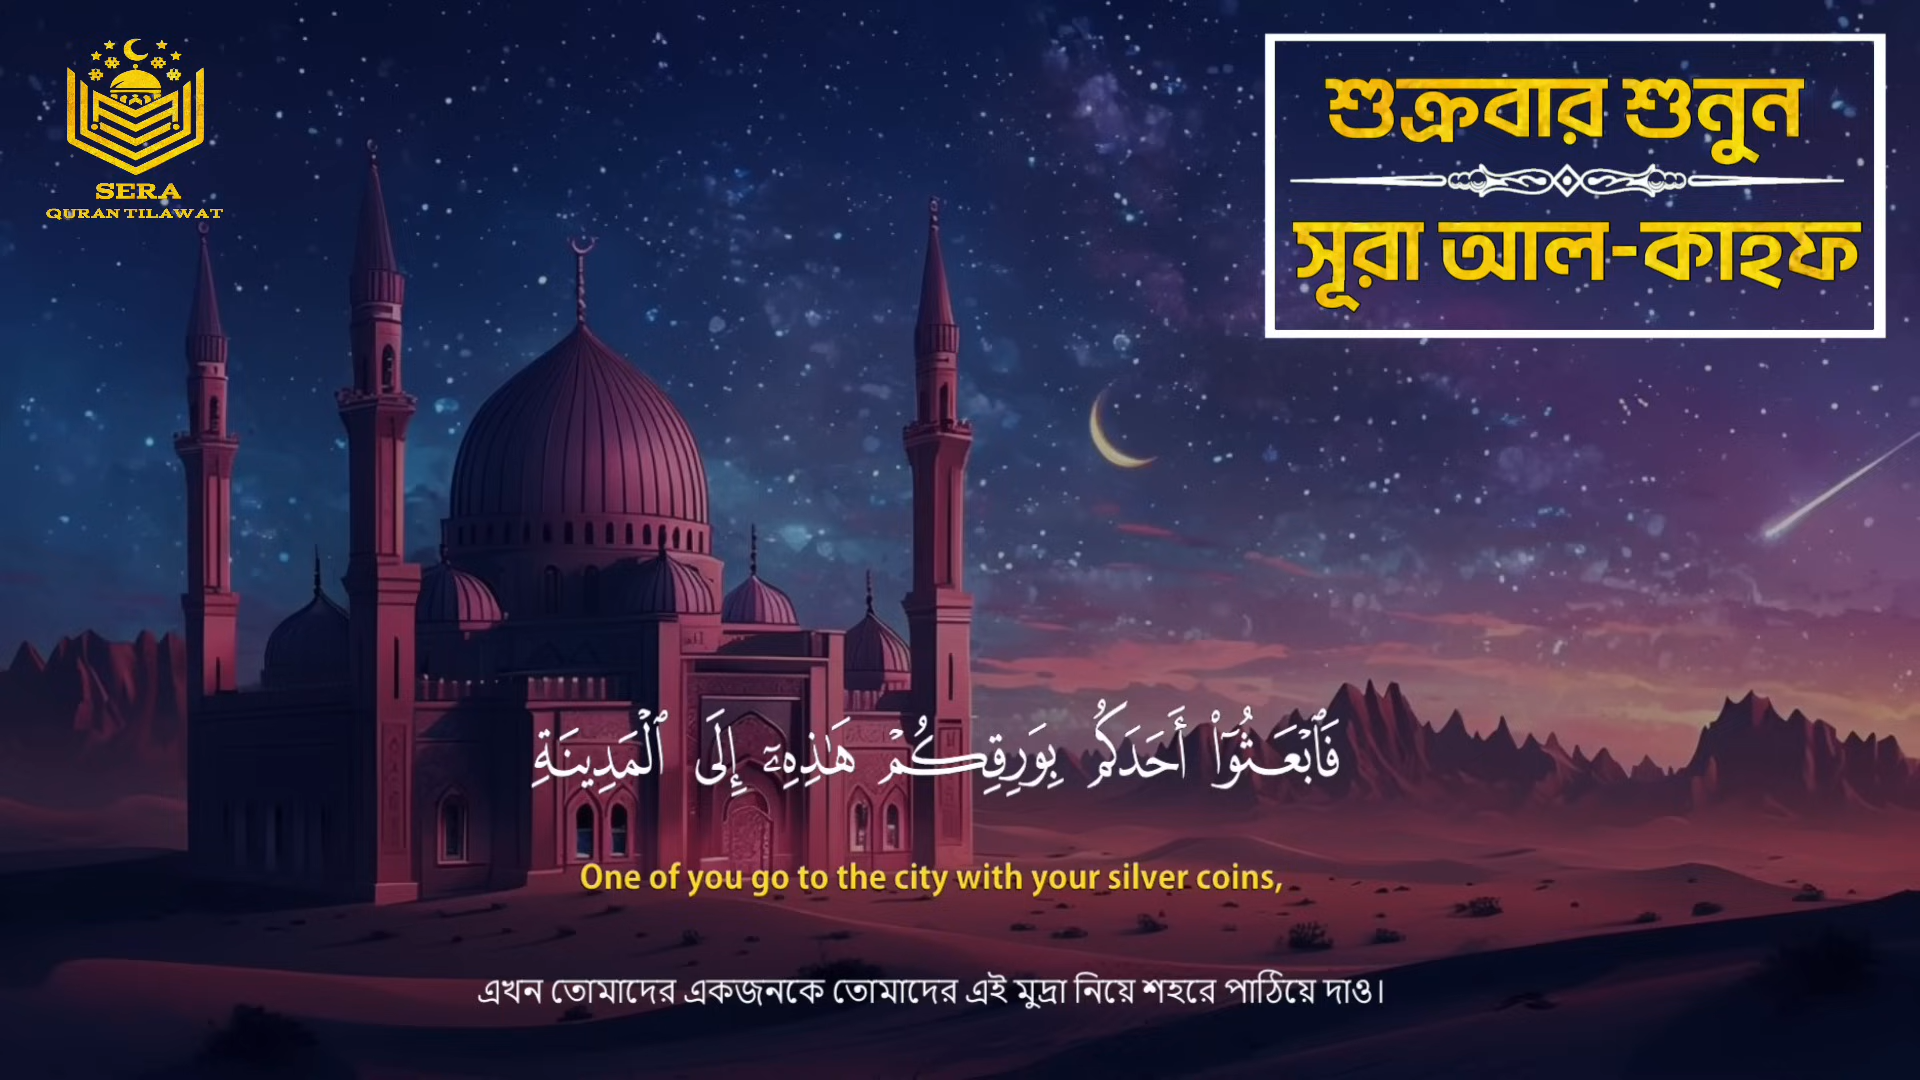 SERA
QURAN TILAWAT
শুক্রবার শুনুন
সূরা আল-কাহফ
فَٱبْعَثُوٓا۟ أَحَدَكُم بِوَرِقِكُمْ هَـٰذِهِۦٓ إِلَى ٱلْمَدِينَةِ
One of you go to the city with your silver coins,
এখন তোমাদের একজনকে তোমাদের এই মুদ্রা নিয়ে শহরে পাঠিয়ে দাও।